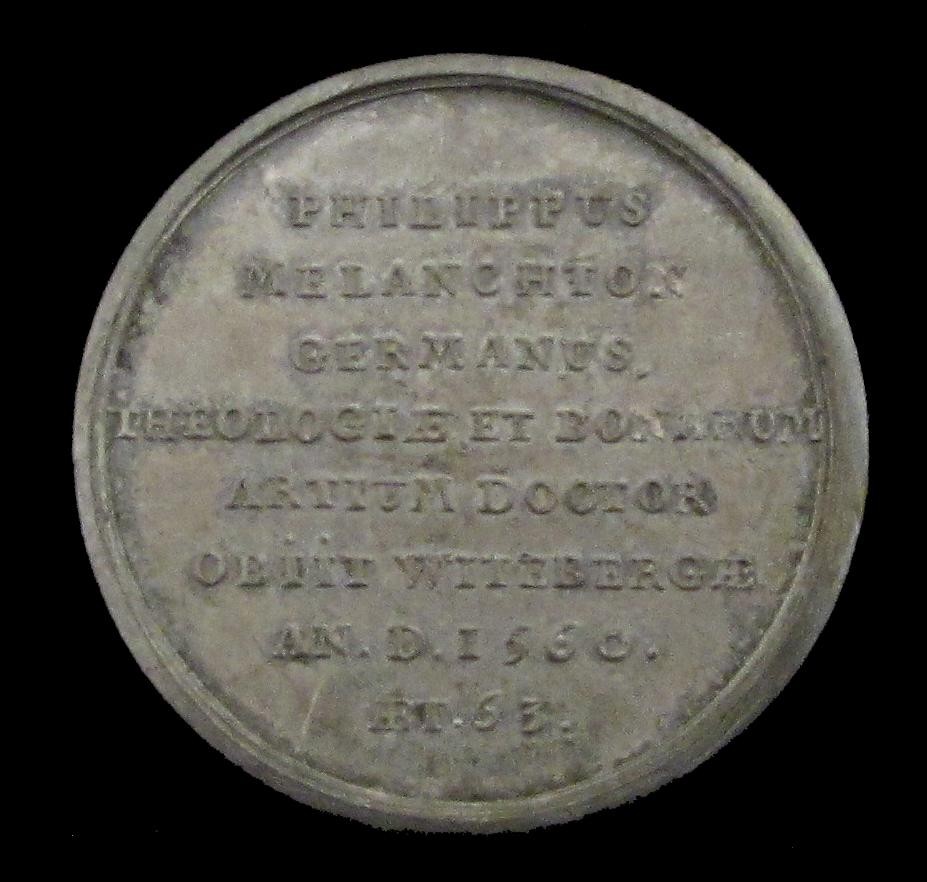 PHILIPPUS
MELANCHTON
GERMANUS,
THEOLOGIÆ ET BONARUM
ARTIUM DOCTOR
OBIIT WITEBERGÆ
AN. D. 1560.
ÆT. 63.